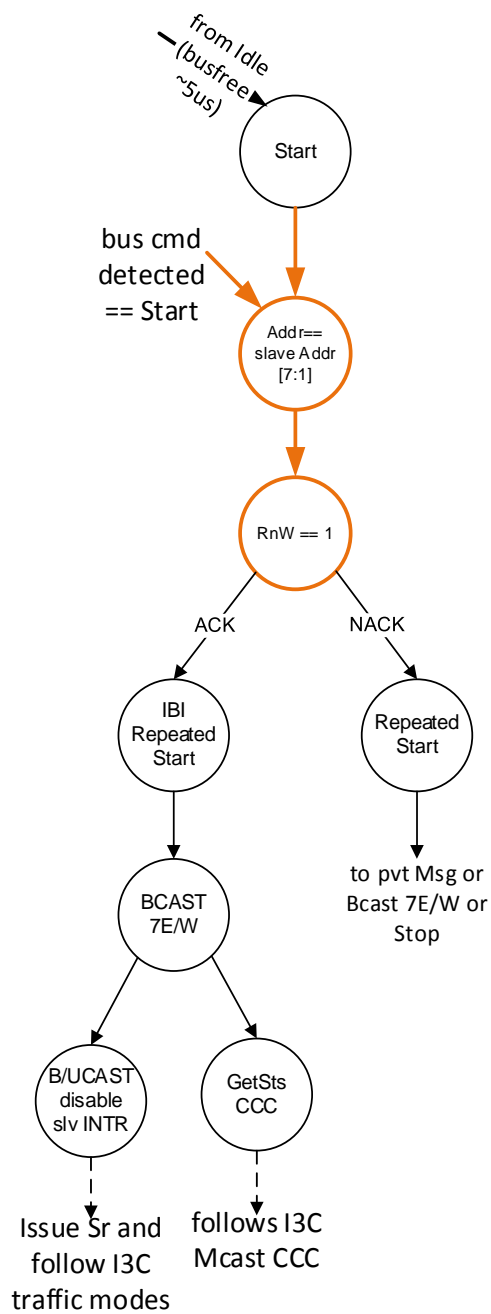 from Idle
(busfree
~5us)
Start
bus cmd
detected
== Start
Addr==
slave Addr
[7:1]
RnW == 1
ACK
NACK
IBI
Repeated
Start
Repeated
Start
to pvt Msg or
Bcast 7E/W or
Stop
BCAST
7E/W
B/UCAST
disable
slv INTR
GetSts
CCC
Issue Sr and
follow I3C
traffic modes
follows I3C
Mcast CCC